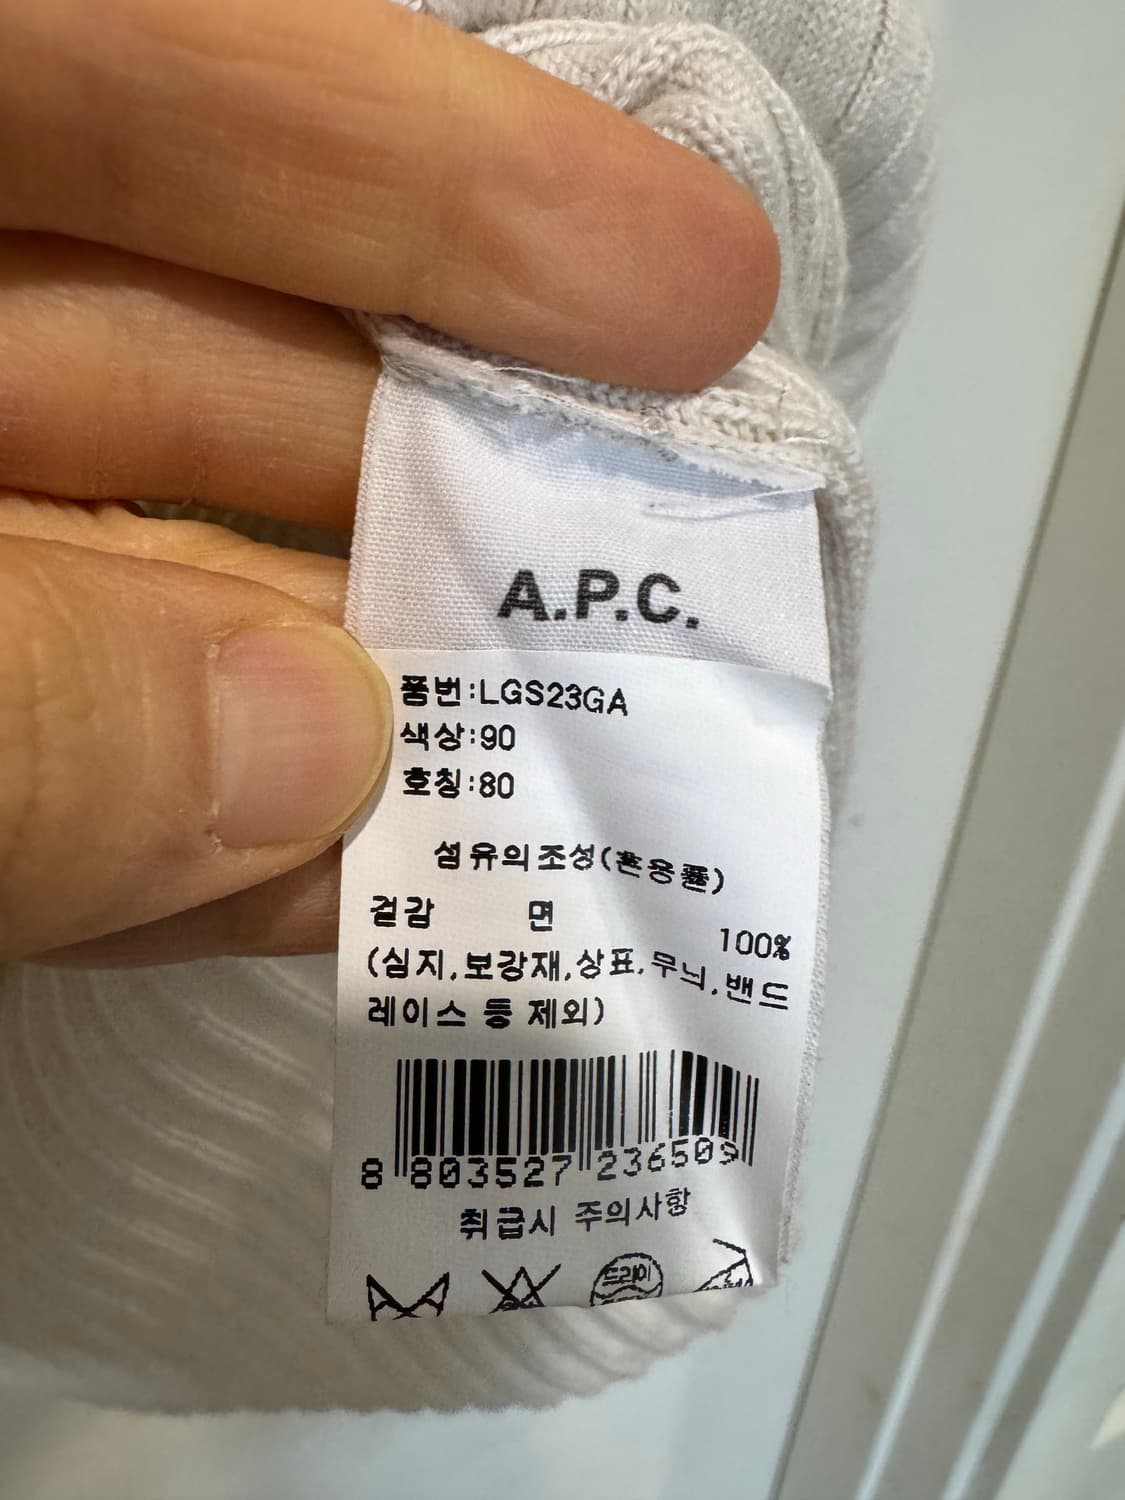 A.P.C.
품번:LGS23GA
색상:90
호칭:80
섬유의조성(혼용률)
겉감 면 100%
(심지,보강재,상표,무늬,밴드
레이스 등 제외)
8 803527 236509
취급시 주의사항
드라이